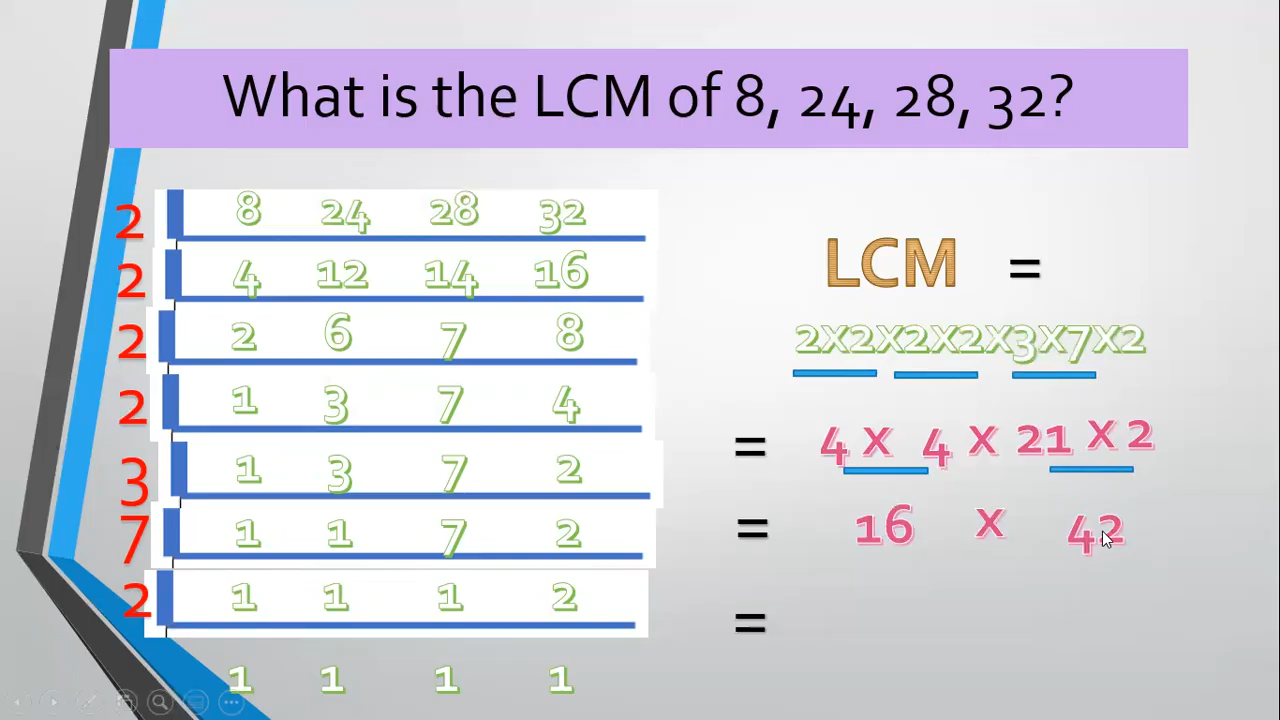 What is the LCM of 8, 24, 28, 32?
2 8 24 28 32
2 4 12 14 16
2 2 6 7 8
2 1 3 7 4
3 1 3 7 2
7 1 1 7 2
2 1 1 1 2
1 1 1 1
LCM =
2x2x2x2x3x7x2
= 4 x 4 x 21 x 2
= 16 x 42
=